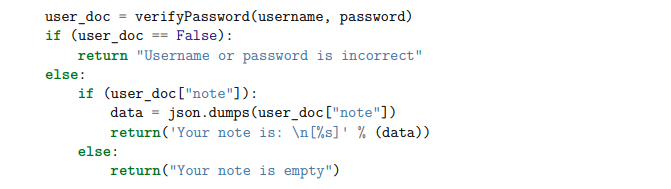 user_doc = verifyPassword(username, password)
if (user_doc == False):
    return "Username or password is incorrect"
else:
    if (user_doc["note"]):
        data = json.dumps(user_doc["note"])
        return('Your note is: \n[%s]' % (data))
    else:
        return("Your note is empty")